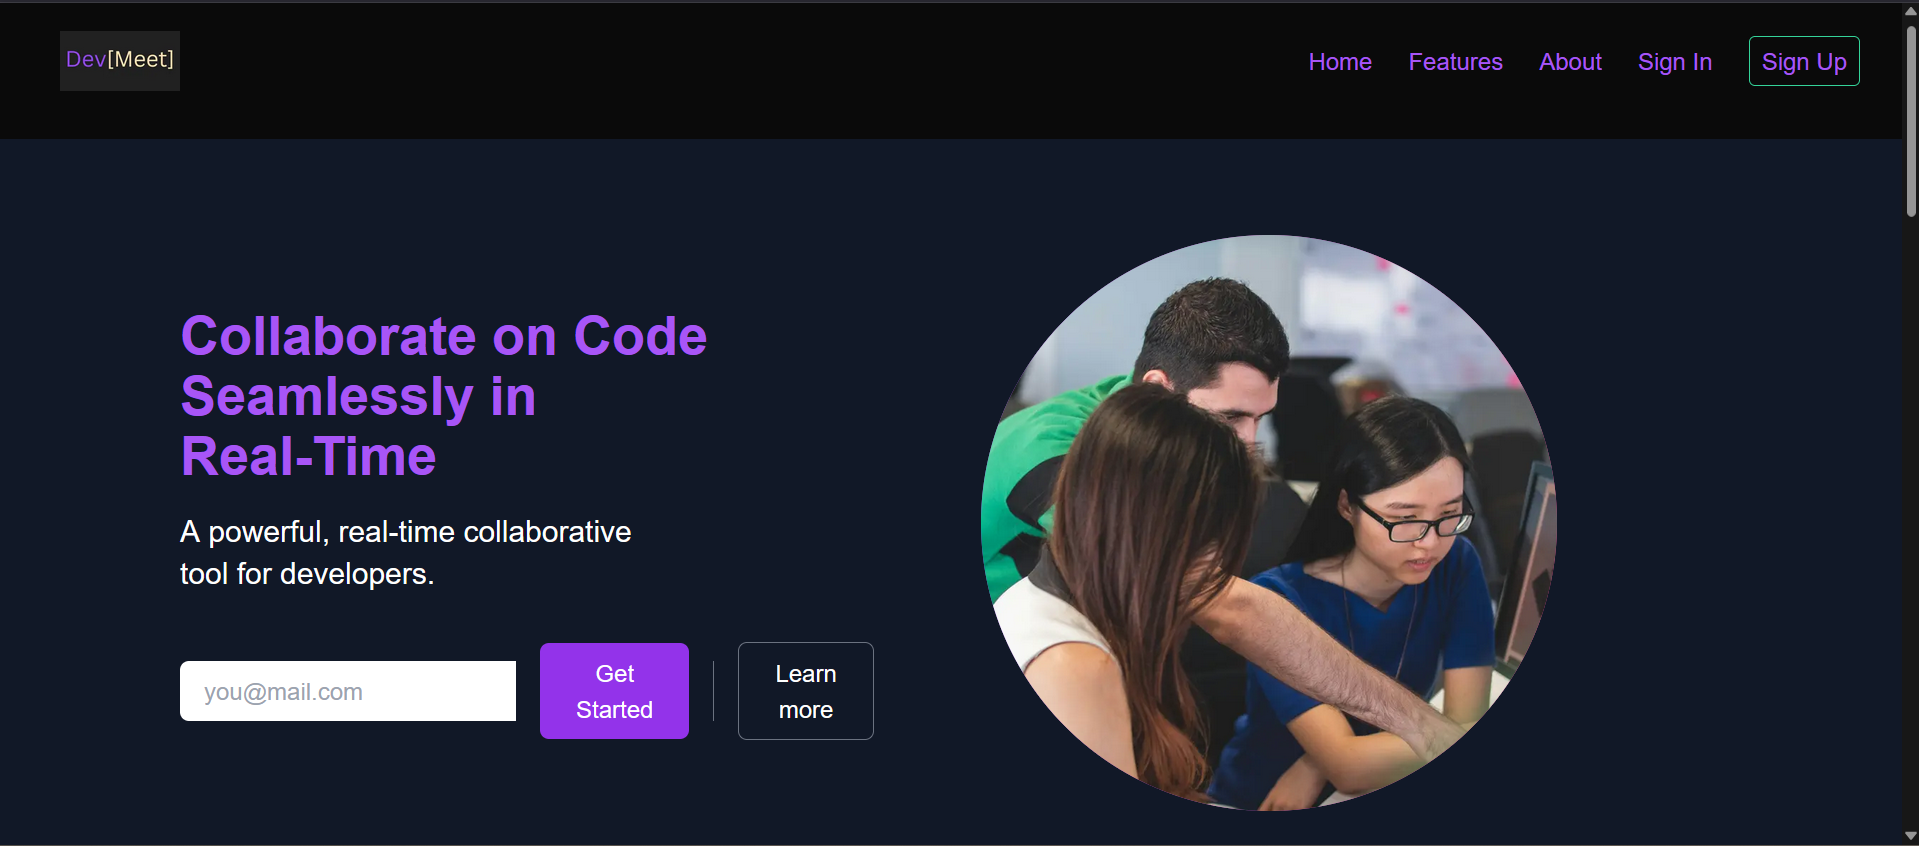 Dev[Meet]
Home
Features
About
Sign In
Sign Up
Collaborate on Code
Seamlessly in
Real-Time
A powerful, real-time collaborative
tool for developers.
you@mail.com
Get
Started
Learn
more